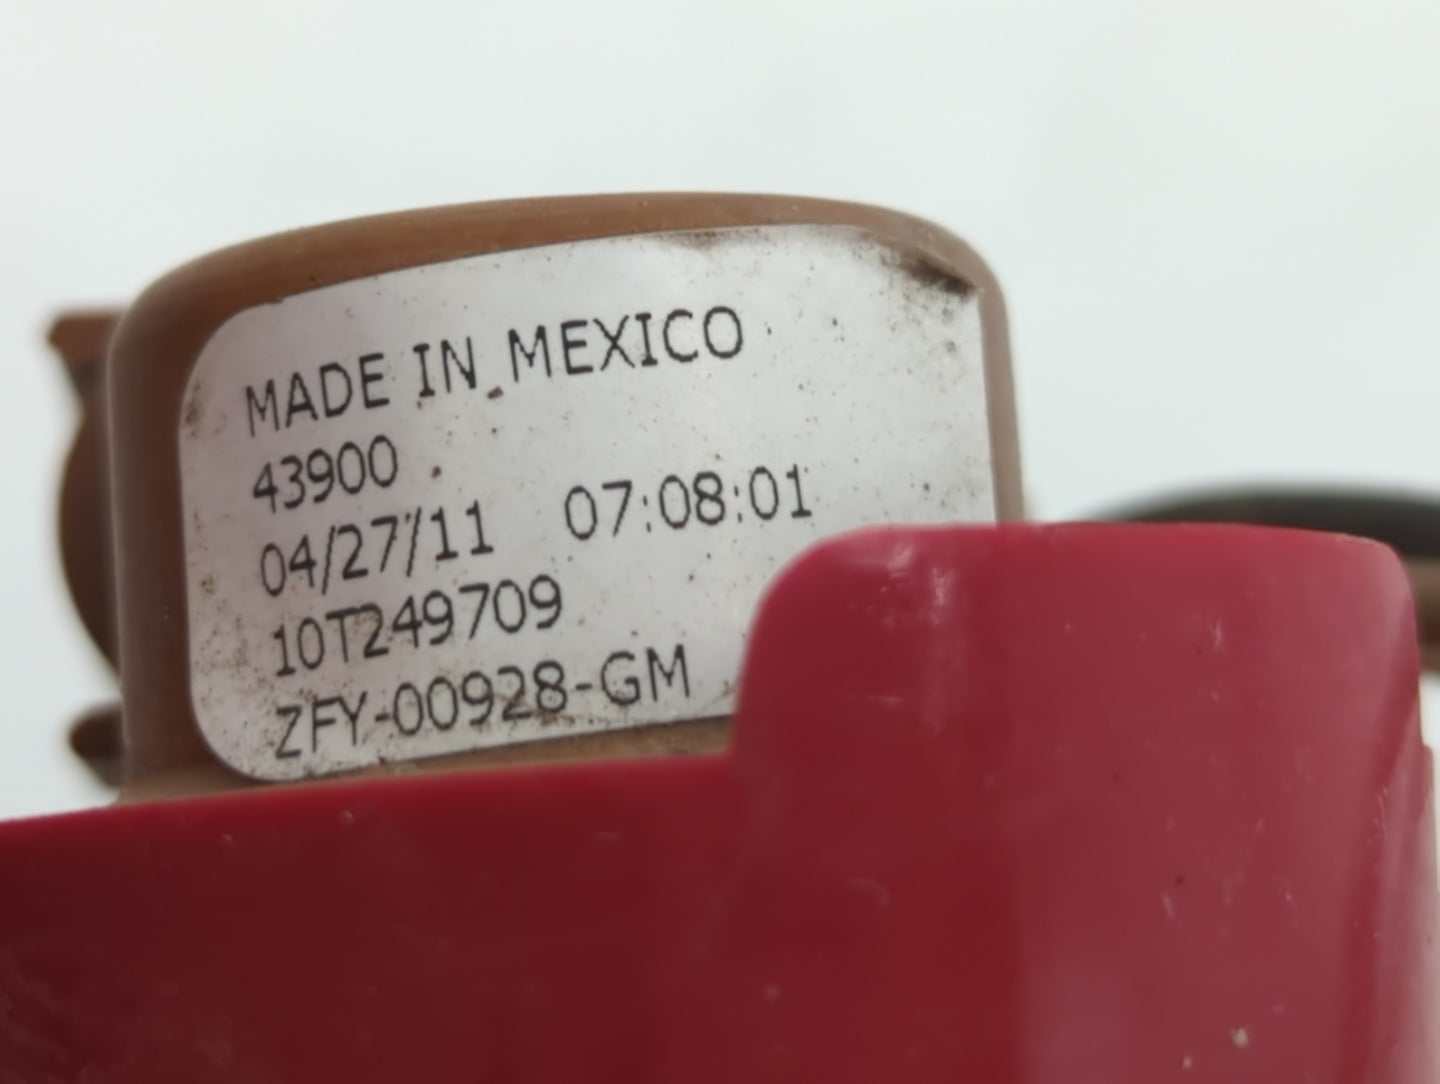 MADE IN MEXICO
43900
04/27/11 07:08:01
10T249709
ZFY-00928-GM